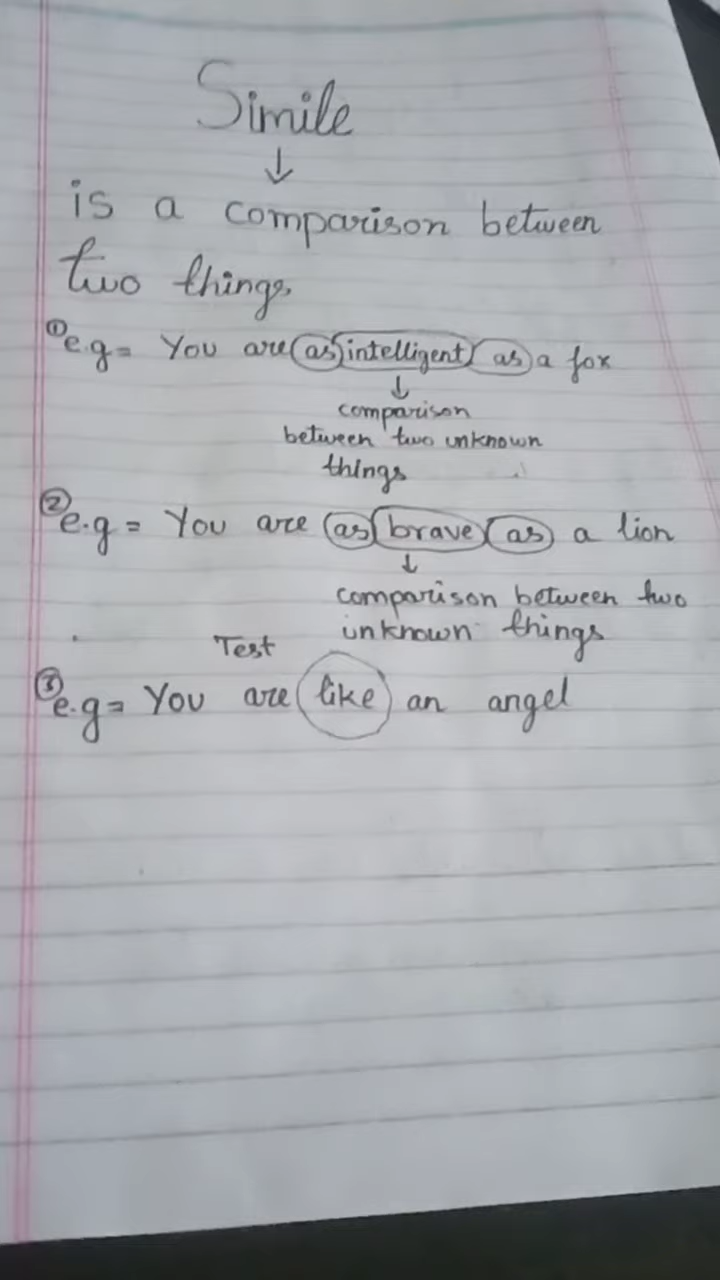 Simile
↓
is a comparison between
two things
① e.g = You are as intelligent as a fox
↓
comparison
between two unknown
things
② e.g = You are as brave as a lion
↓
comparison between two
unknown things
Test
③ e.g = You are like an angel